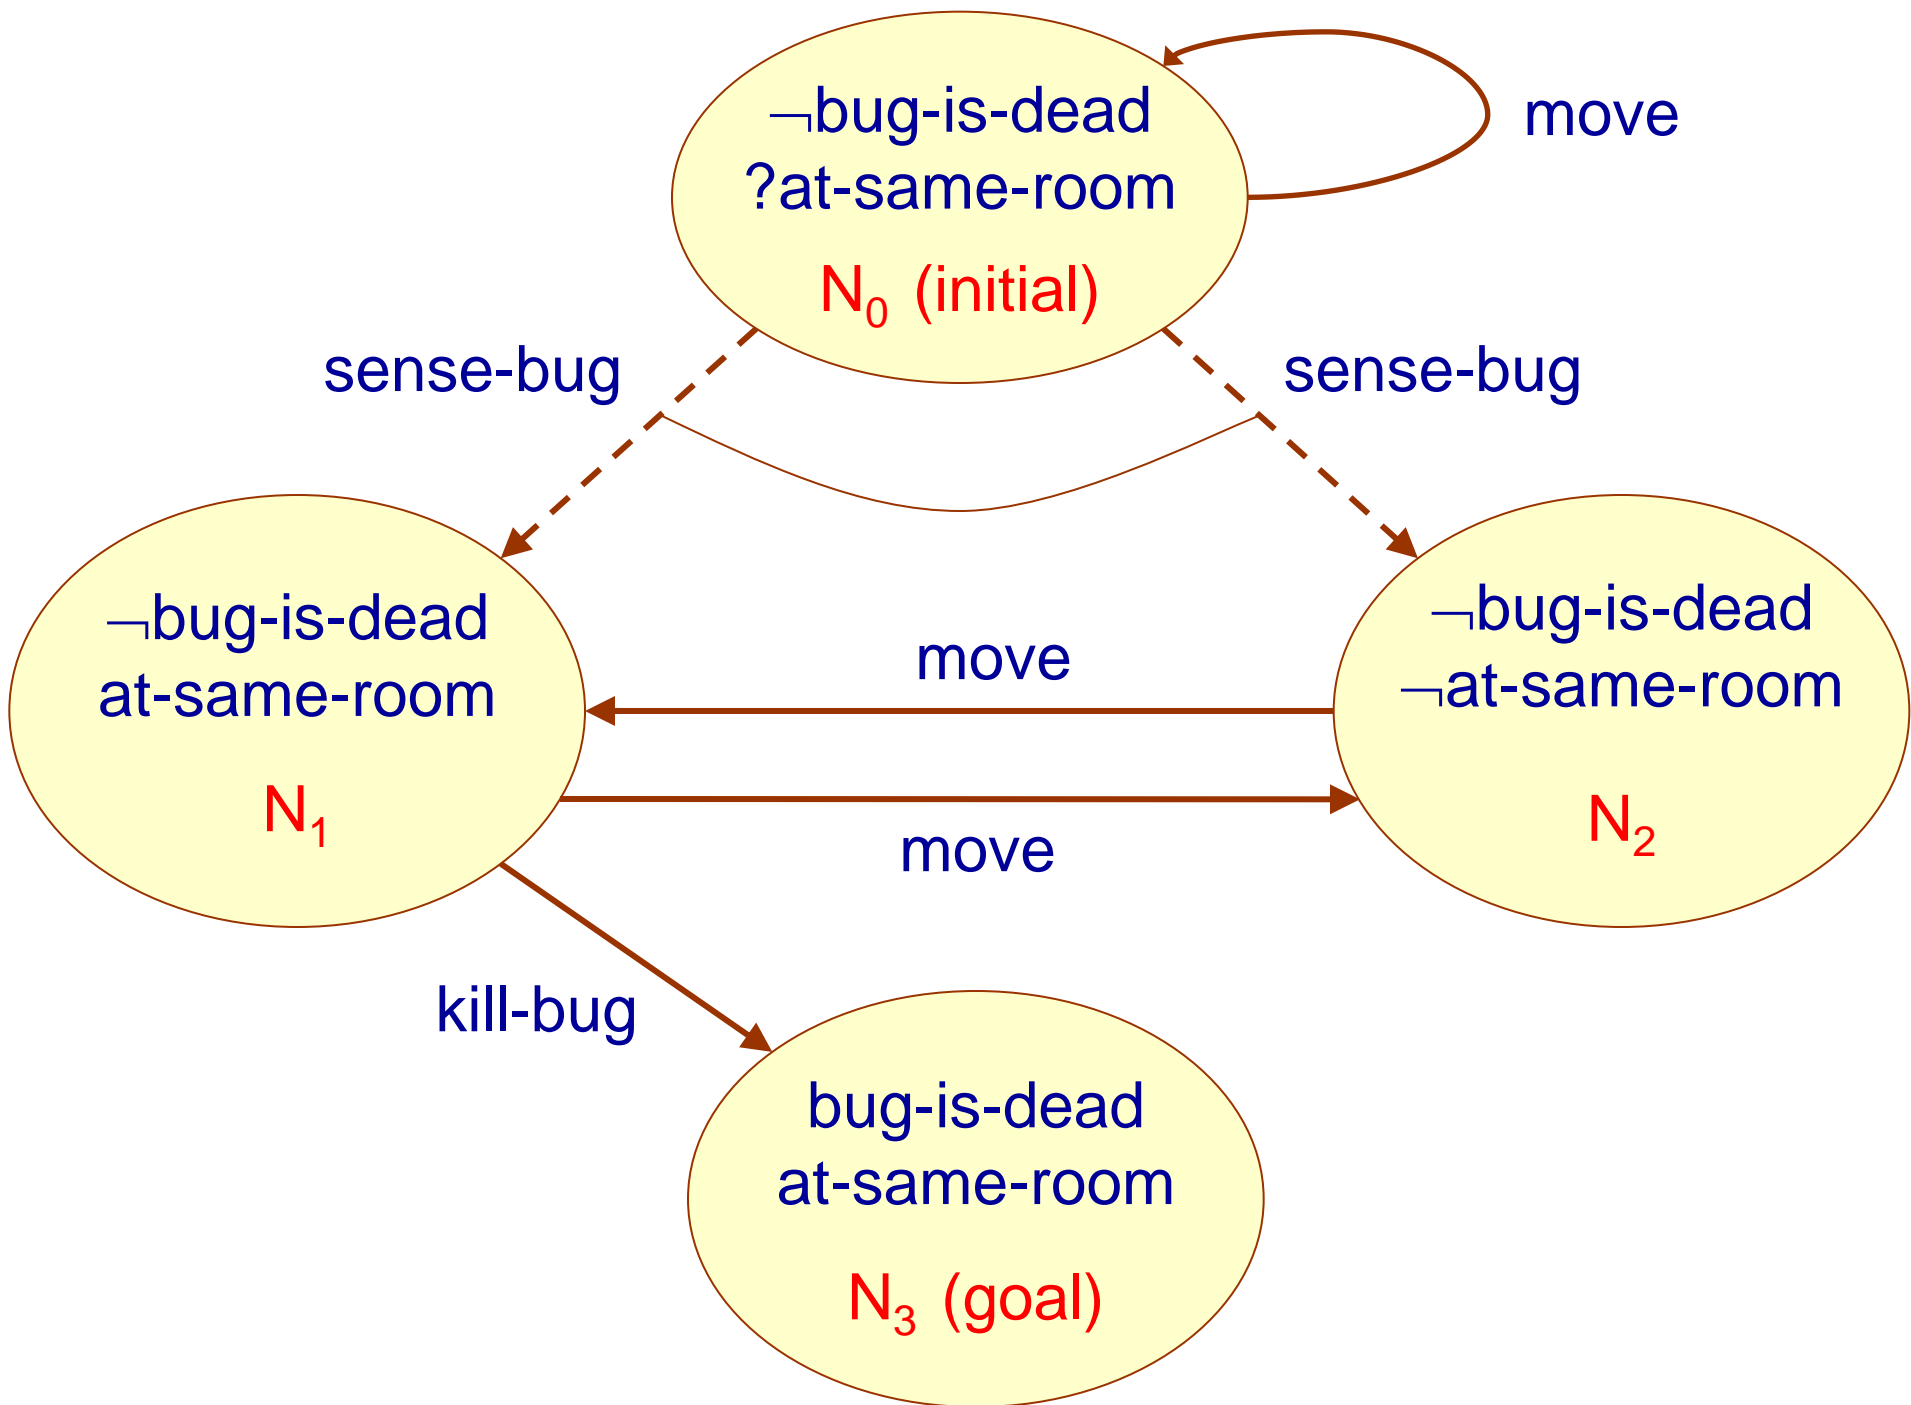 ¬bug-is-dead
?at-same-room
N₀ (initial)
move
sense-bug
sense-bug
¬bug-is-dead
at-same-room
N₁
move
move
¬bug-is-dead
¬at-same-room
N₂
kill-bug
bug-is-dead
at-same-room
N₃ (goal)